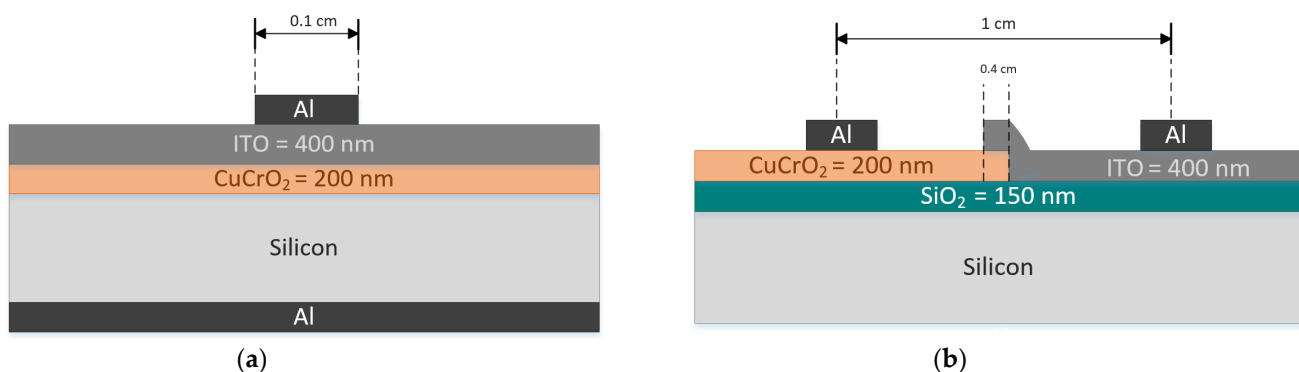 0.1 cm
Al
ITO = 400 nm
CuCrO₂ = 200 nm
Silicon
Al
(a)
1 cm
0.4 cm
Al
Al
CuCrO₂ = 200 nm
ITO = 400 nm
SiO₂ = 150 nm
Silicon
(b)